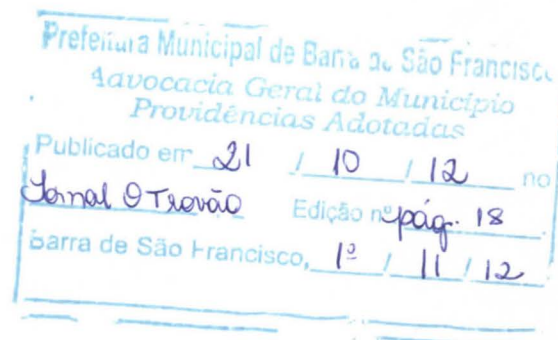 Prefeitura Municipal de Barra de São Francisco
Advocacia Geral do Município
Providências Adotadas
Publicado em 21 / 10 / 12 no
Jornal O Trovão Edição nº pág. 18
Barra de São Francisco, 1º / 11 / 12